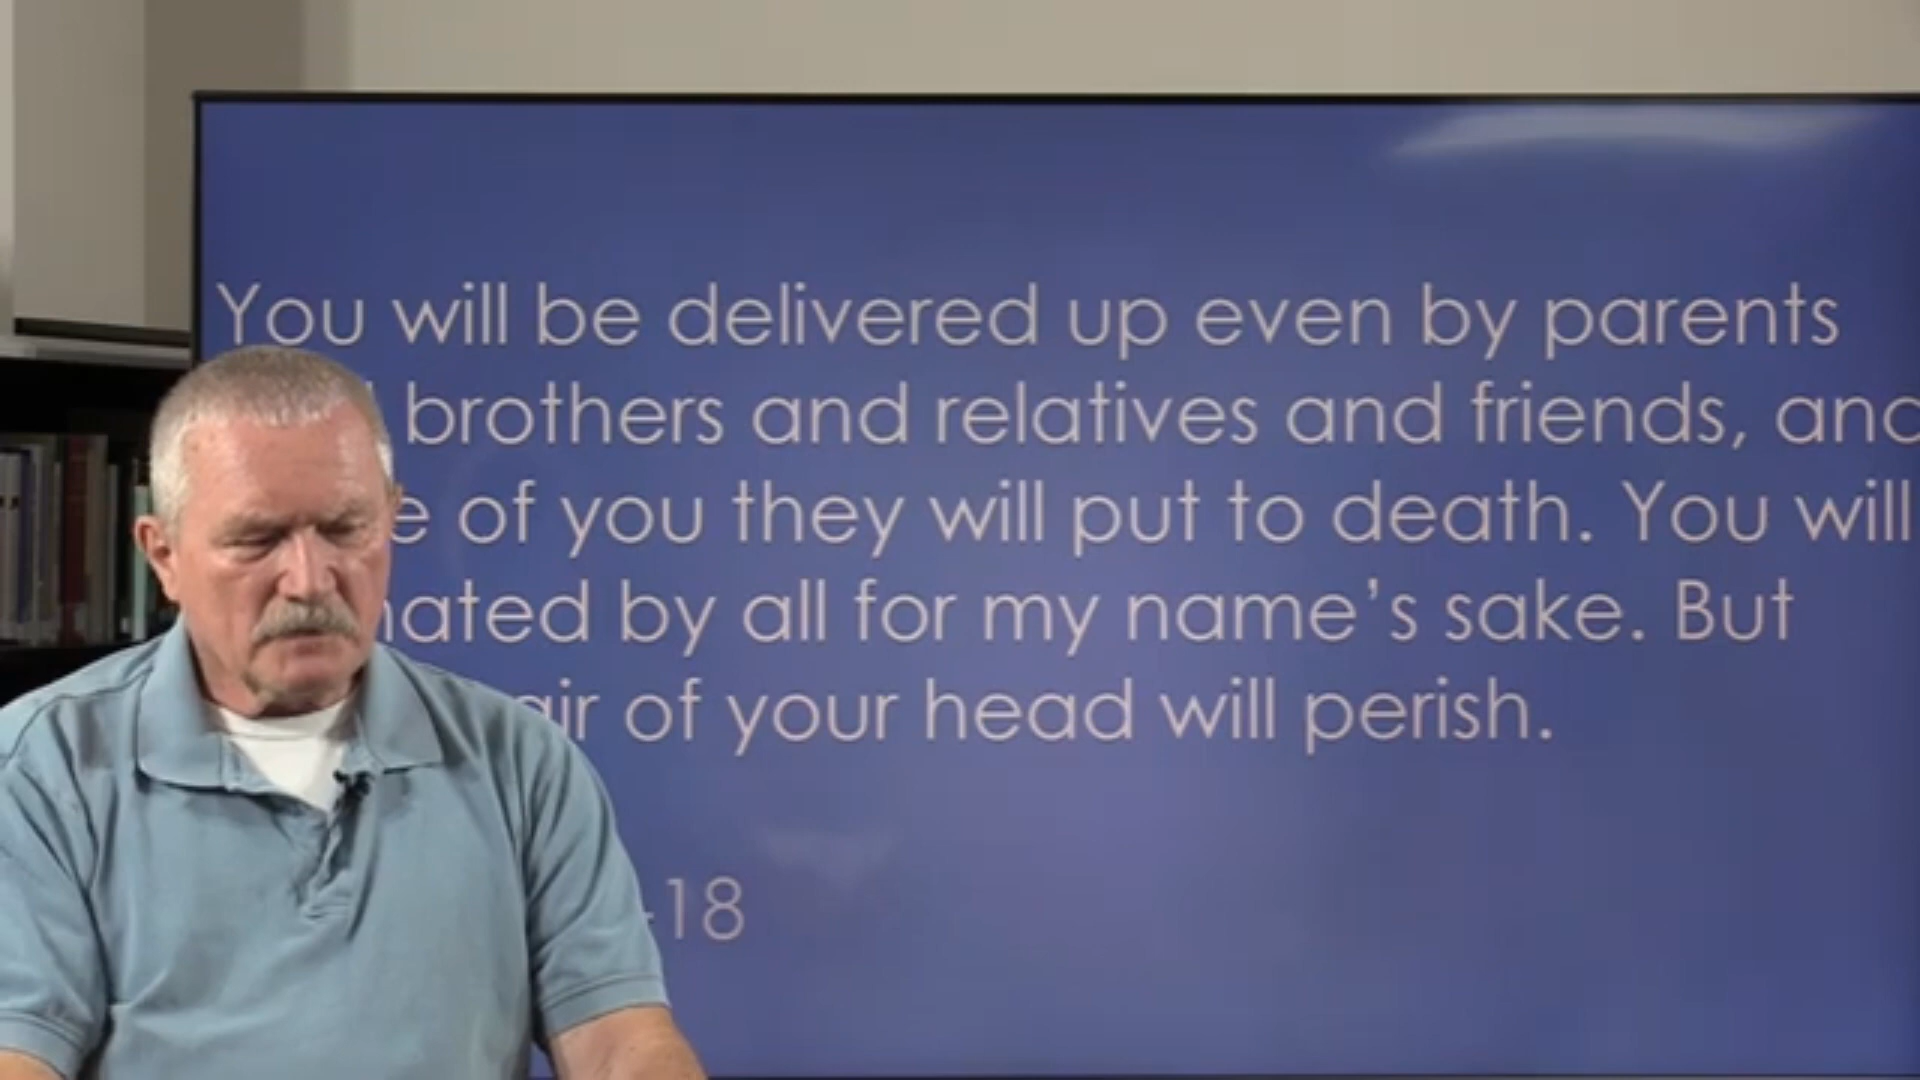 You will be delivered up even by parents
brothers and relatives and friends, and
of you they will put to death. You will
hated by all for my name's sake. But
of your head will perish.
-18